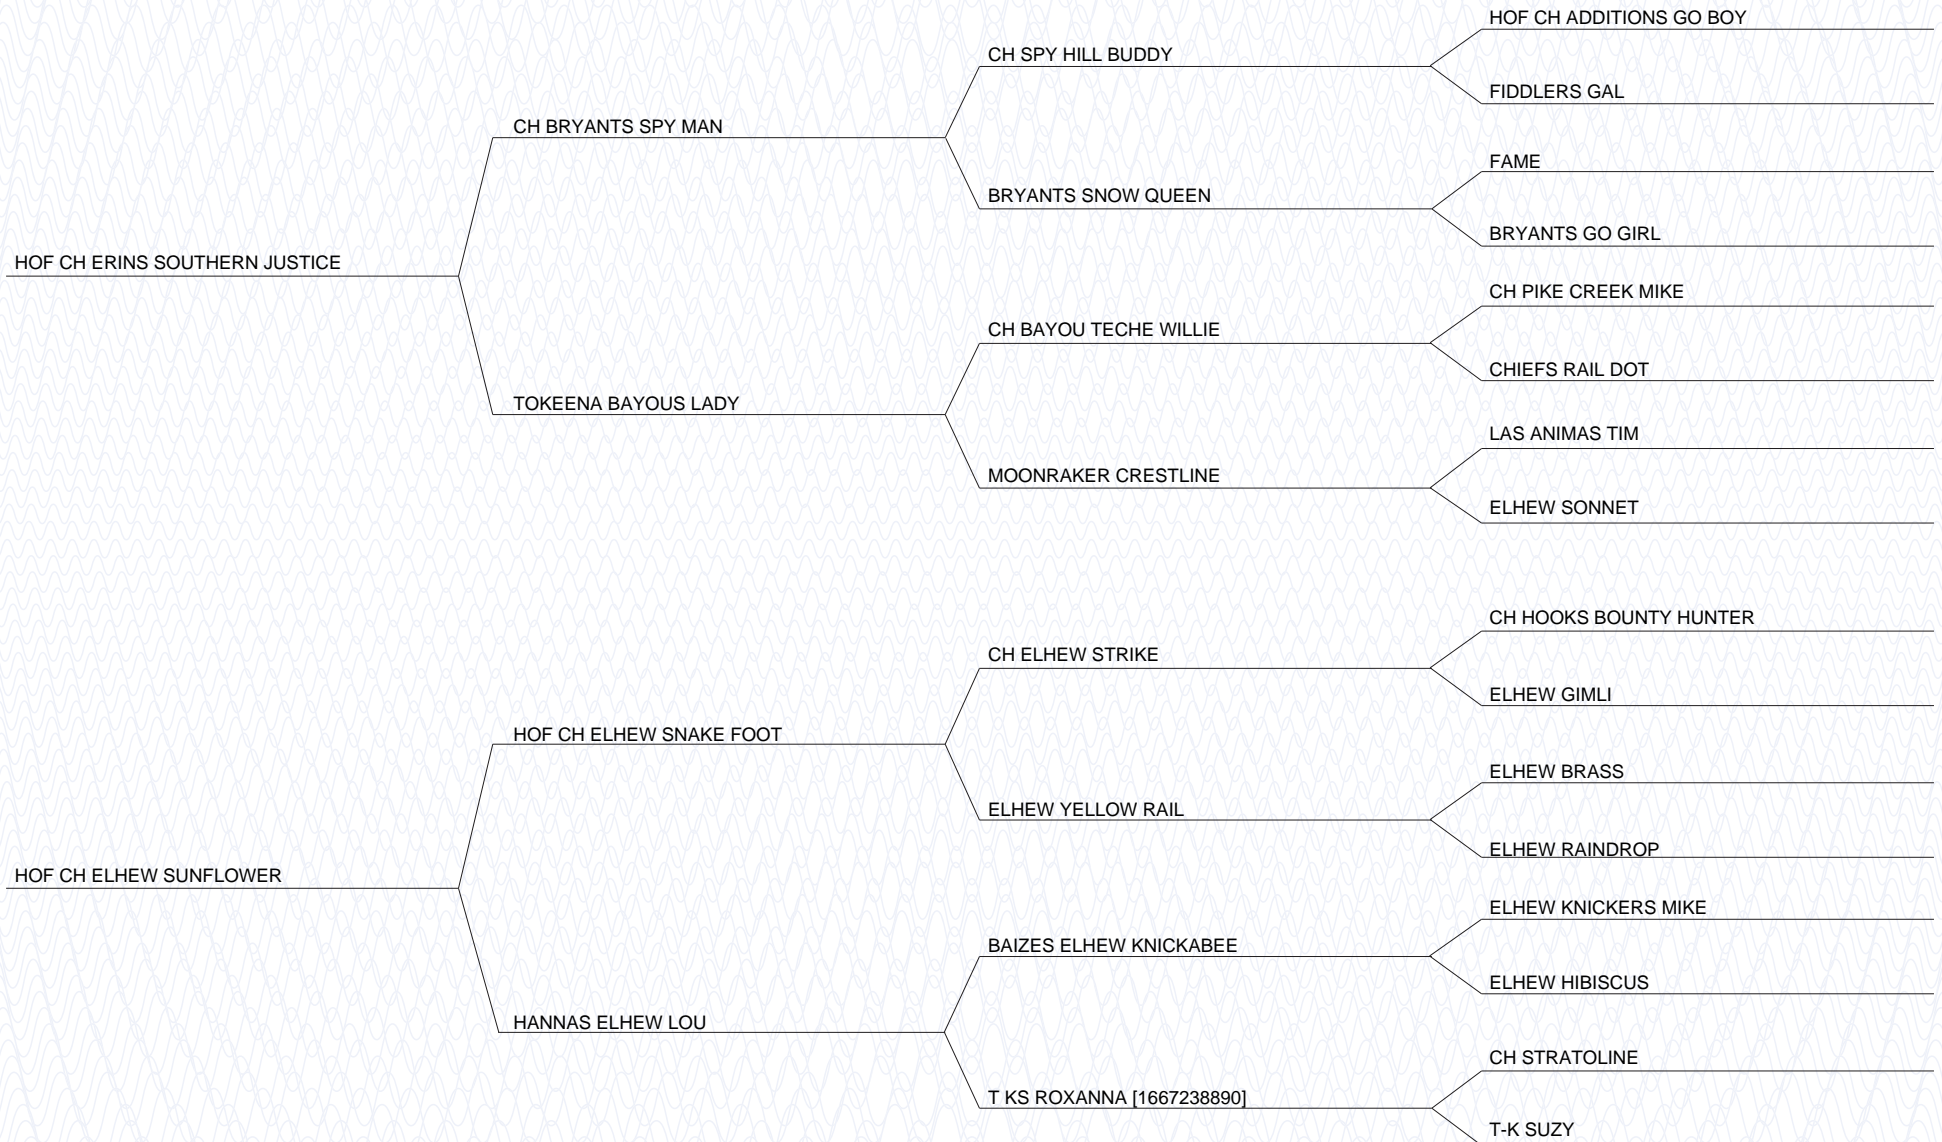 HOF CH ADDITIONS GO BOY
CH SPY HILL BUDDY
FIDDLERS GAL
CH BRYANTS SPY MAN
FAME
BRYANTS SNOW QUEEN
BRYANTS GO GIRL
HOF CH ERINS SOUTHERN JUSTICE
CH PIKE CREEK MIKE
CH BAYOU TECHE WILLIE
CHIEFS RAIL DOT
TOKEENA BAYOUS LADY
LAS ANIMAS TIM
MOONRAKER CRESTLINE
ELHEW SONNET
CH HOOKS BOUNTY HUNTER
CH ELHEW STRIKE
ELHEW GIMLI
HOF CH ELHEW SNAKE FOOT
ELHEW BRASS
ELHEW YELLOW RAIL
ELHEW RAINDROP
HOF CH ELHEW SUNFLOWER
ELHEW KNICKERS MIKE
BAIZES ELHEW KNICKABEE
ELHEW HIBISCUS
HANNAS ELHEW LOU
CH STRATOLINE
T KS ROXANNA [1667238890]
T-K SUZY